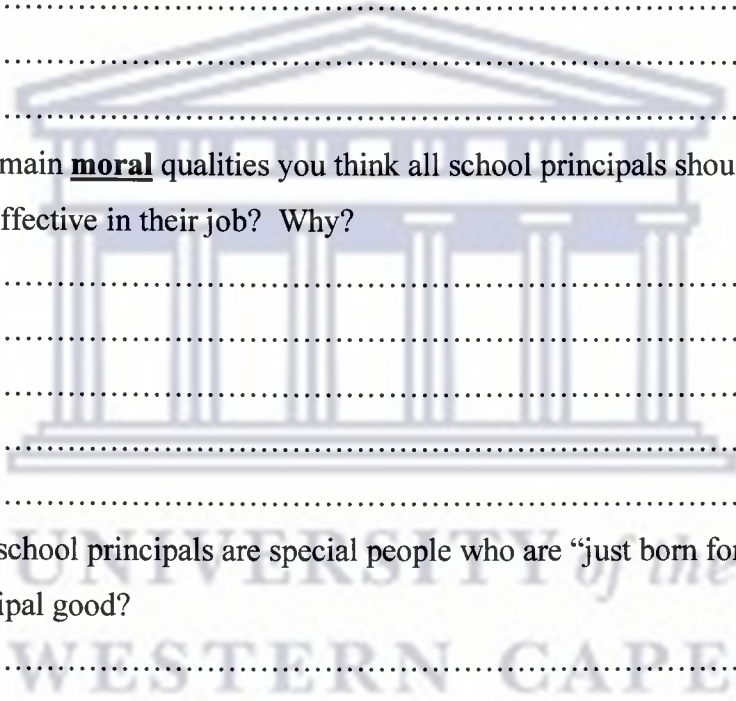 main moral qualities you think all school principals shou
ffective in their job? Why?
school principals are special people who are “just born for
UNIVERSITY of the
ipal good?
WESTERN CAPE